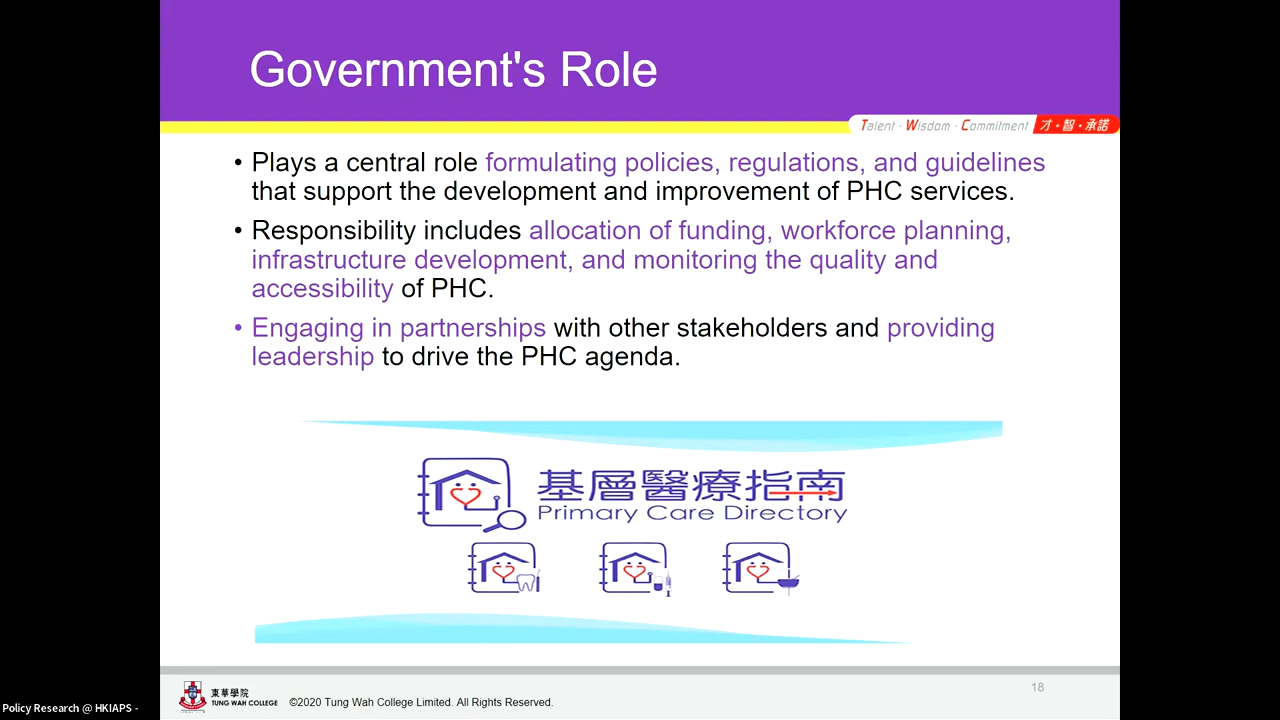 Government's Role
Talent · Wisdom · Commitment 才·智·承諾
• Plays a central role formulating policies, regulations, and guidelines
that support the development and improvement of PHC services.
• Responsibility includes allocation of funding, workforce planning,
infrastructure development, and monitoring the quality and
accessibility of PHC.
• Engaging in partnerships with other stakeholders and providing
leadership to drive the PHC agenda.
基層醫療指南
Primary Care Directory
18
東華學院
TUNG WAH COLLEGE
©2020 Tung Wah College Limited. All Rights Reserved.
Policy Research @ HKIAPS -